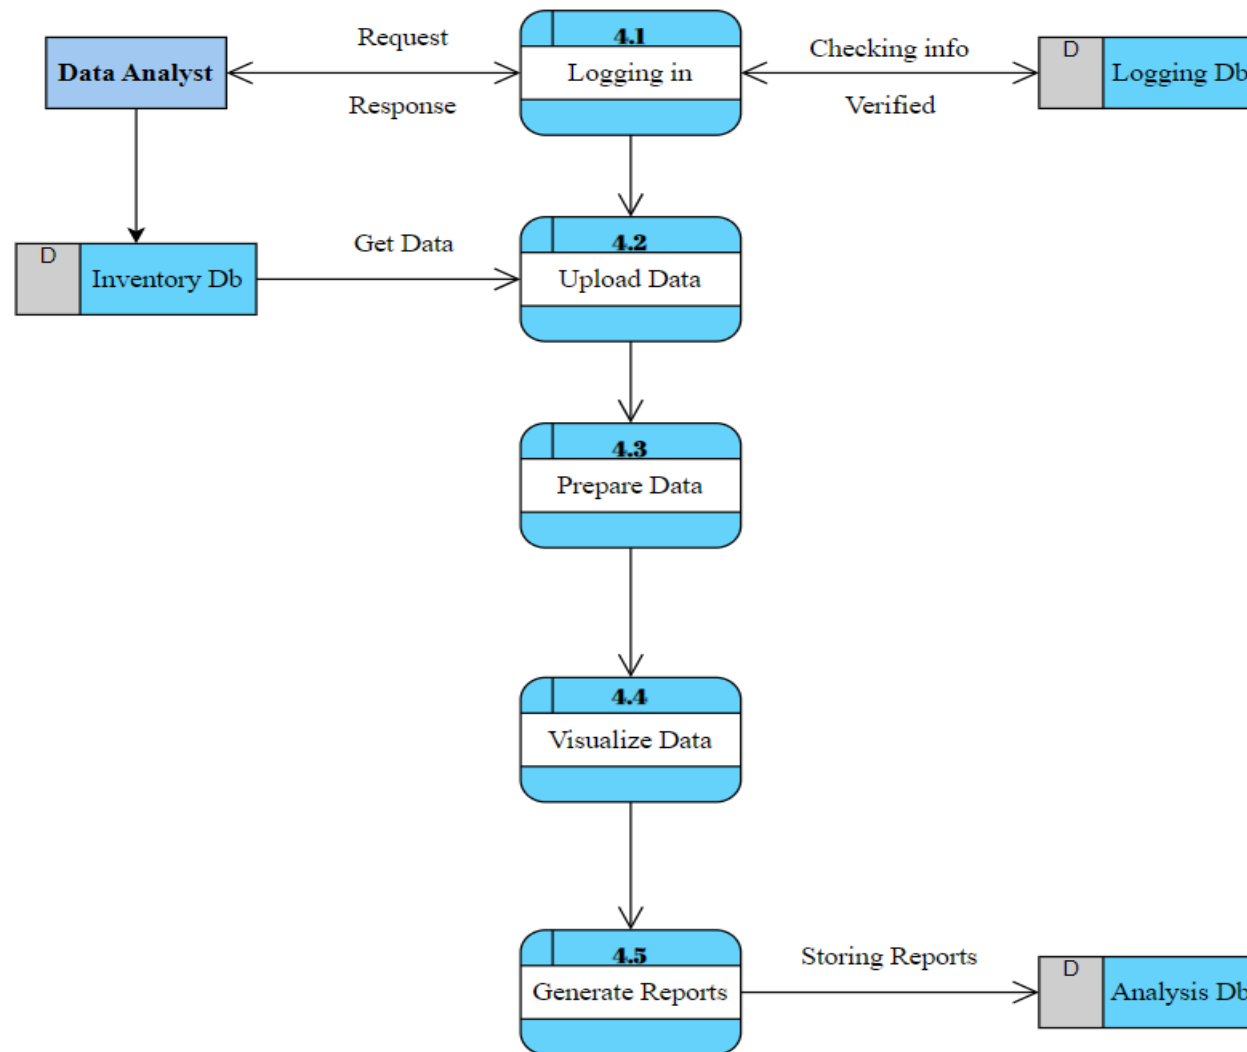 Request
4.1
Checking info
D
Data Analyst
Logging in
Logging Db
Response
Verified
D
Get Data
4.2
Inventory Db
Upload Data
4.3
Prepare Data
4.4
Visualize Data
4.5
Storing Reports
D
Generate Reports
Analysis Db